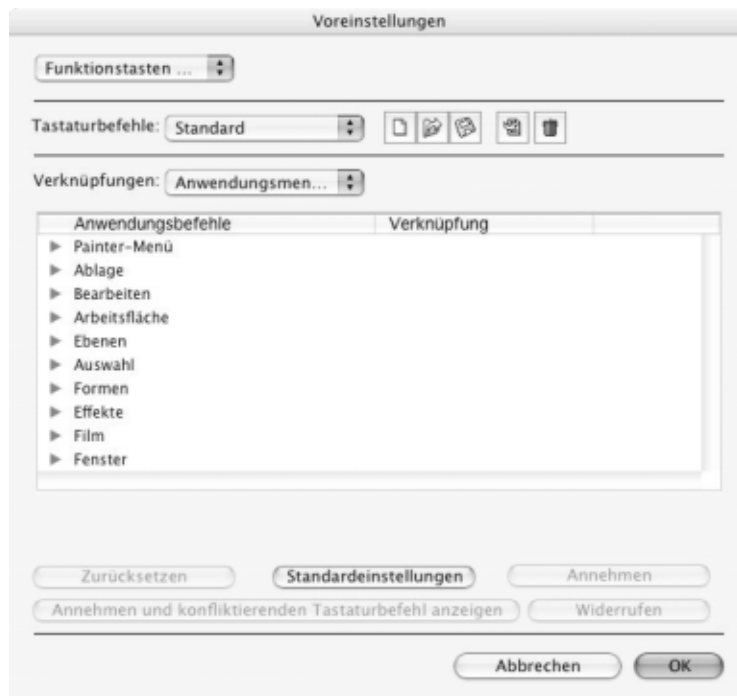 Voreinstellungen
Funktionstasten ...
Tastaturbefehle: Standard
Verknüpfungen: Anwendungsmen...
Anwendungsbefehle Verknüpfung
Painter-Menü
Ablage
Bearbeiten
Arbeitsfläche
Ebenen
Auswahl
Formen
Effekte
Film
Fenster
Zurücksetzen Standardeinstellungen Annehmen
Annehmen und konfliktierenden Tastaturbefehl anzeigen Widerrufen
Abbrechen OK